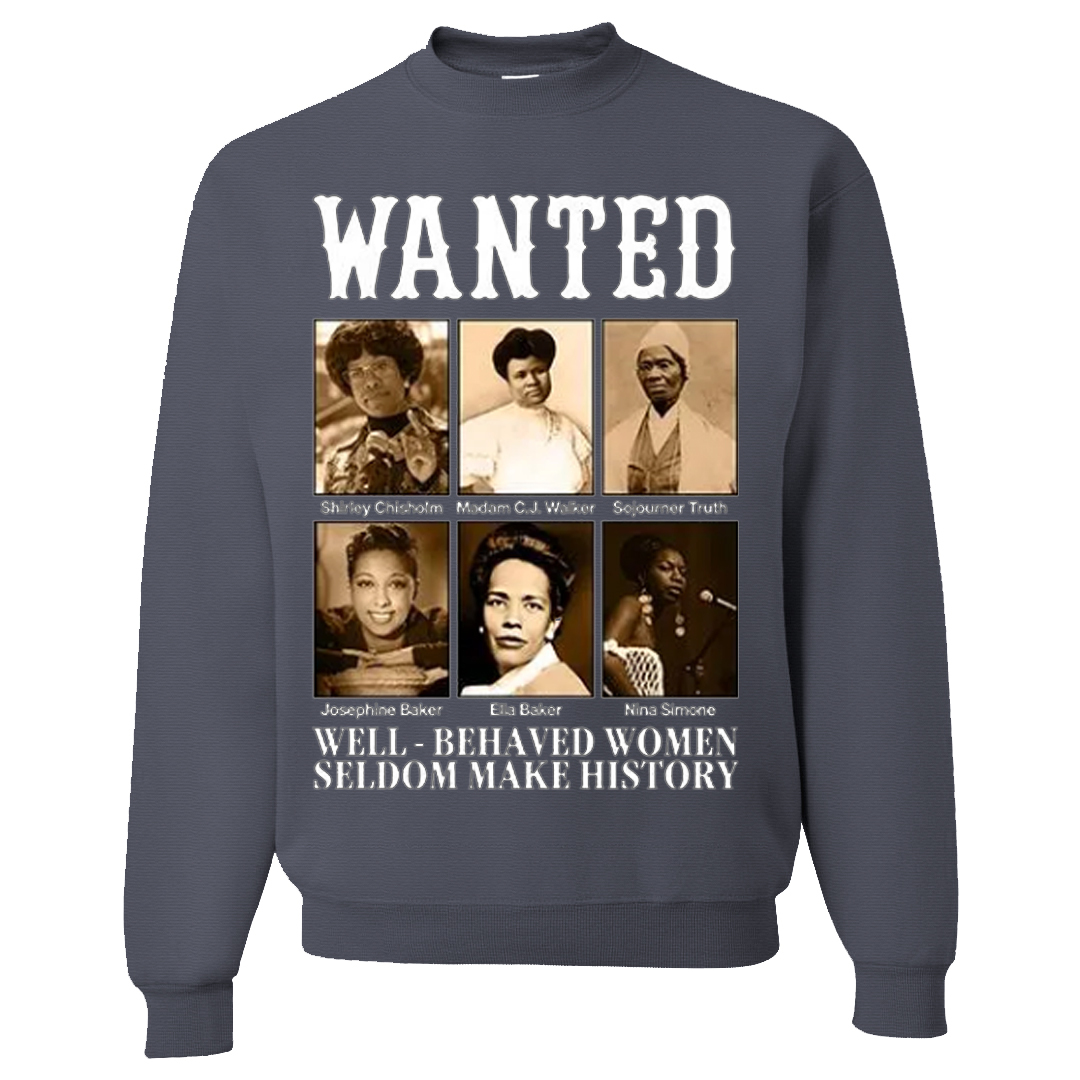 WANTED
Shirley Chisholm Madam C.J. Walker Sojourner Truth
Josephine Baker Ella Baker Nina Simone
WELL - BEHAVED WOMEN
SELDOM MAKE HISTORY